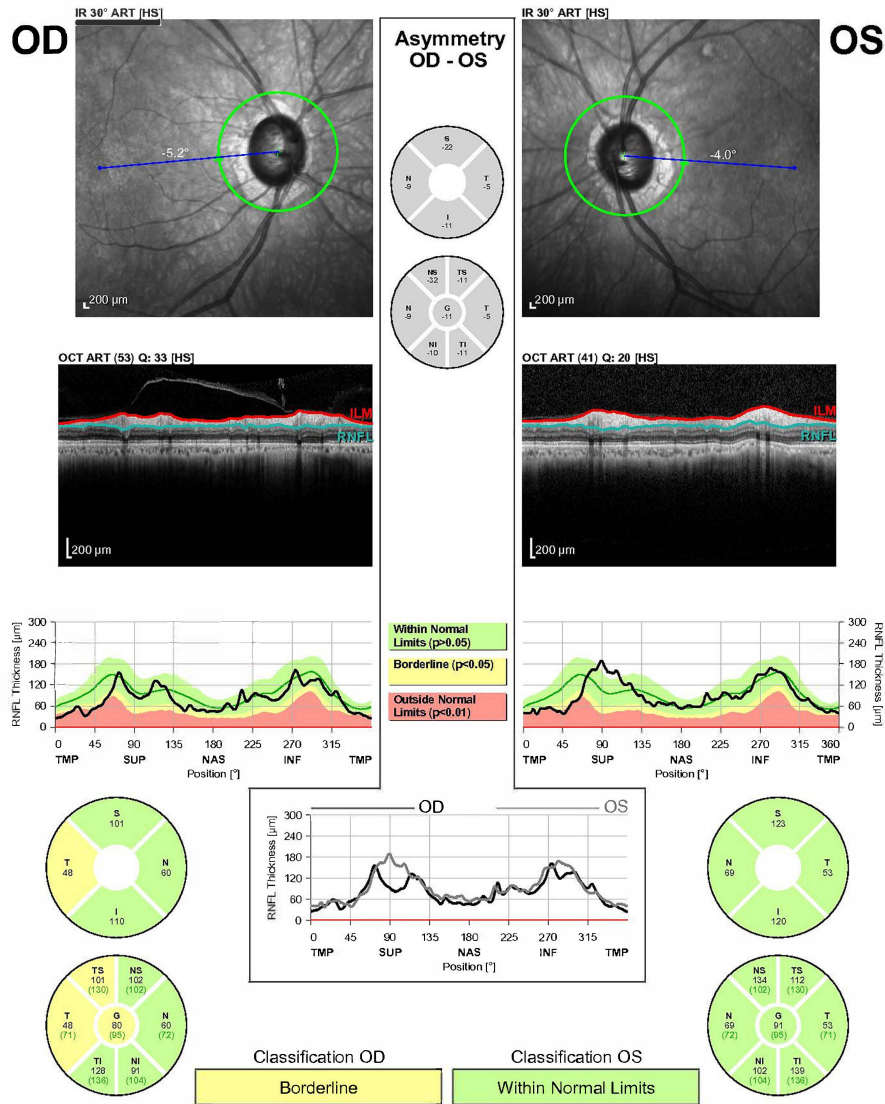 IR 30° ART [HS]
OD
-5.2°
200 µm
Asymmetry
OD - OS
IR 30° ART [HS]
OS
-4.0°
200 µm
S
-22
N
-9
T
-5
I
-11
NS
-32
TS
-11
N
-9
G
-11
T
-5
NI
-10
TI
-11
OCT ART (53) Q: 33 [HS]
ILM
RNFL
200 µm
OCT ART (41) Q: 20 [HS]
ILM
RNFL
200 µm
RNFL Thickness [µm]
300
240
180
120
60
0
0 45 90 135 180 225 270 315
TMP SUP NAS INF TMP
Position [°]
Within Normal
Limits (p>0.05)
Borderline (p<0.05)
Outside Normal
Limits (p<0.01)
RNFL Thickness [µm]
300
240
180
120
60
0
0 45 90 135 180 225 270 315 360
TMP SUP NAS INF TMP
Position [°]
S
101
T
48
N
60
I
110
OD
OS
RNFL Thickness [µm]
300
240
180
120
60
0
0 45 90 135 180 225 270 315
TMP SUP NAS INF TMP
Position [°]
S
123
N
69
T
53
I
120
TS
101
(130)
NS
102
(102)
T
48
(71)
G
80
(95)
N
60
(72)
TI
128
(136)
NI
91
(104)
NS
134
(102)
TS
112
(130)
N
69
(72)
G
91
(95)
T
53
(71)
NI
102
(104)
TI
139
(136)
Classification OD
Borderline
Classification OS
Within Normal Limits